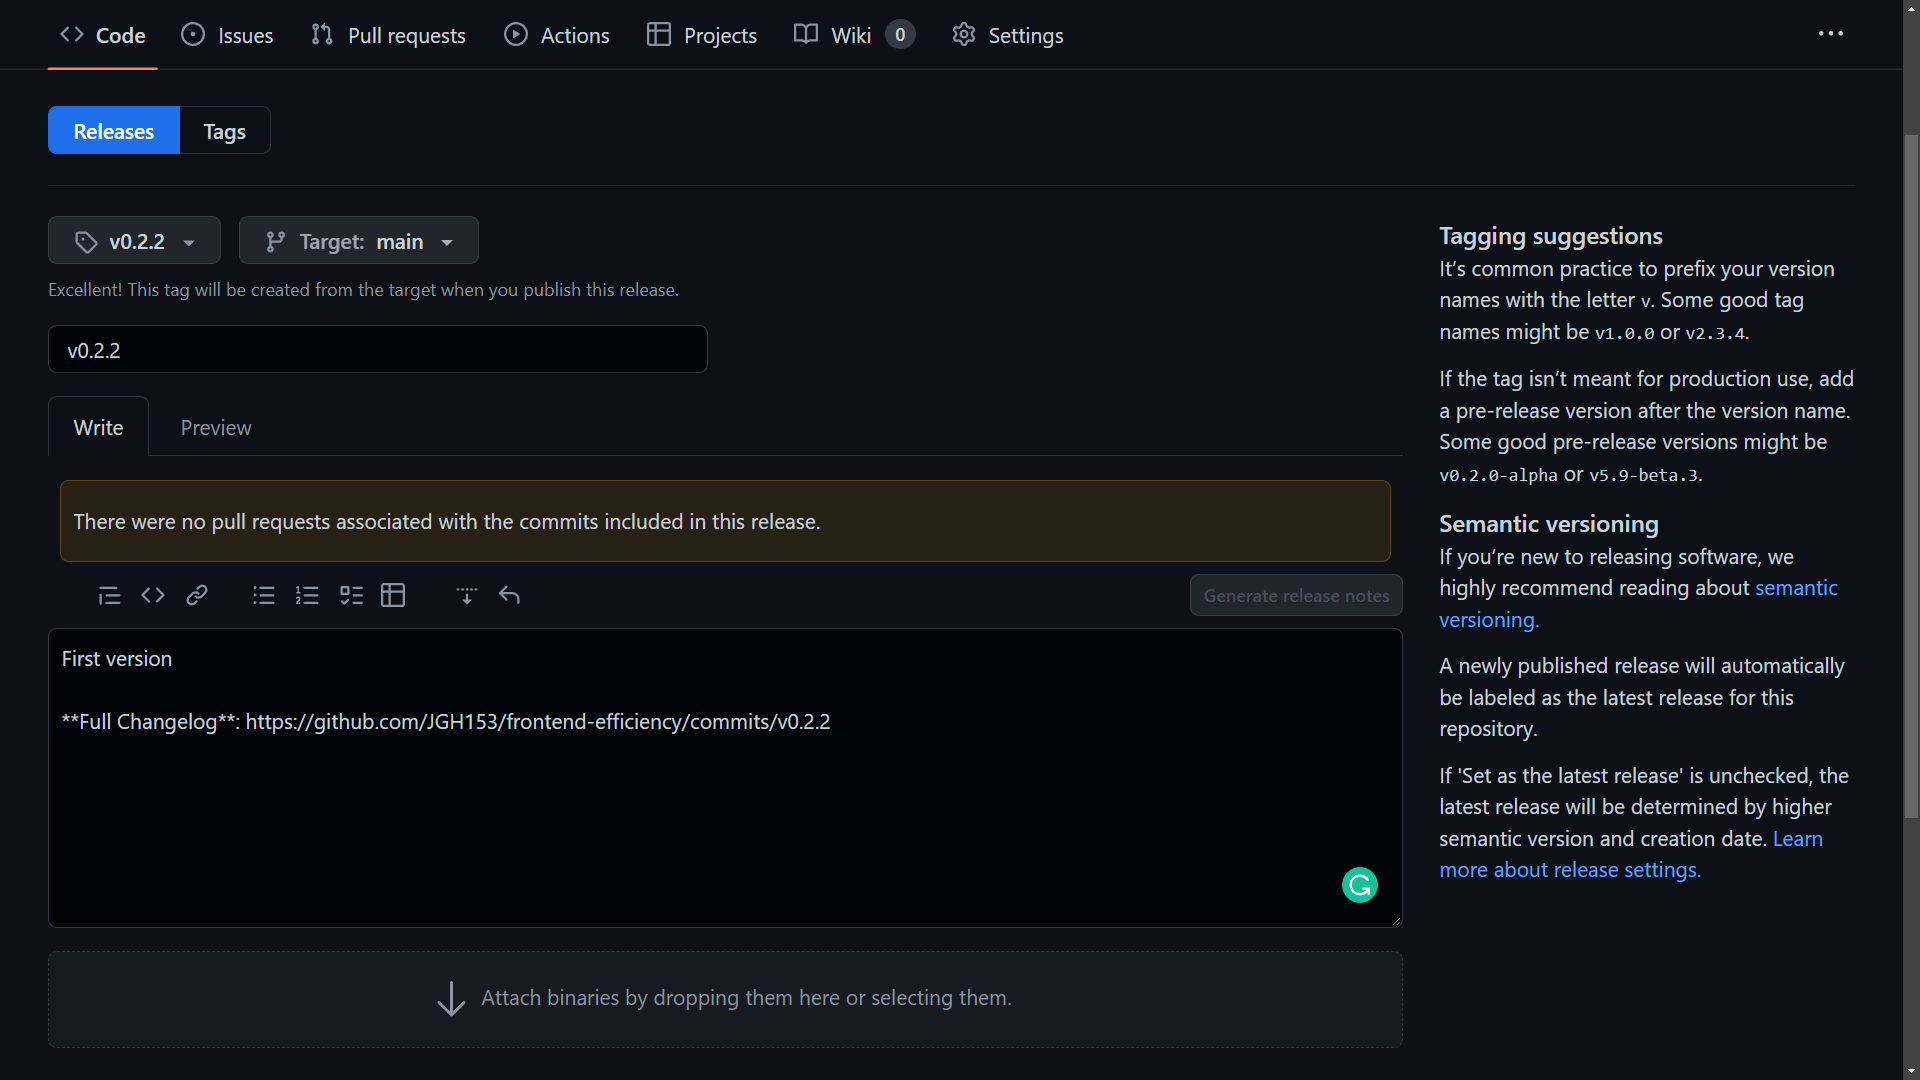 Code Issues Pull requests Actions Projects Wiki 0 Settings
Releases Tags
v0.2.2 Target: main
Excellent! This tag will be created from the target when you publish this release.
v0.2.2
Write Preview
There were no pull requests associated with the commits included in this release.
Generate release notes
First version
**Full Changelog**: https://github.com/JGH153/frontend-efficiency/commits/v0.2.2
Attach binaries by dropping them here or selecting them.
Tagging suggestions
It’s common practice to prefix your version
names with the letter v. Some good tag
names might be v1.0.0 or v2.3.4.
If the tag isn’t meant for production use, add
a pre-release version after the version name.
Some good pre-release versions might be
v0.2.0-alpha or v5.9-beta.3.
Semantic versioning
If you’re new to releasing software, we
highly recommend reading about semantic
versioning.
A newly published release will automatically
be labeled as the latest release for this
repository.
If 'Set as the latest release' is unchecked, the
latest release will be determined by higher
semantic version and creation date. Learn
more about release settings.